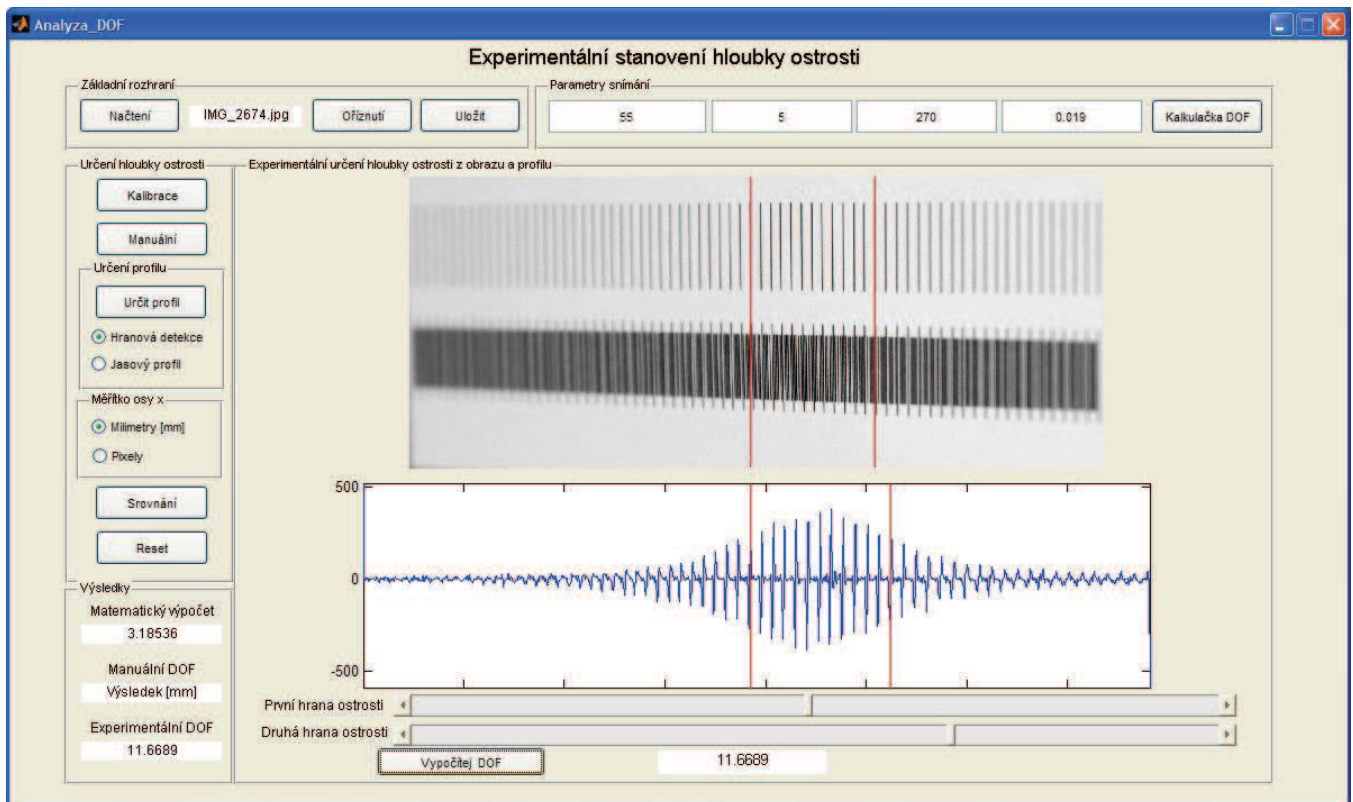 Analyza_DOF
Experimentální stanovení hloubky ostrosti
Základní rozhraní
Načtení IMG_2674.jpg Oříznutí Uložit
Parametry snímání
55 5 270 0.019 Kalkulačka DOF
Určení hloubky ostrosti
Kalibrace
Manuální
Určení profilu
Určit profil
Hranová detekce
Jasový profil
Měřítko osy x
Milimetry [mm]
Pixely
Srovnání
Reset
Výsledky
Matematický výpočet
3.18536
Manuální DOF
Výsledek [mm]
Experimentální DOF
11.6689
Experimentální určení hloubky ostrosti z obrazu a profilu
500
0
-500
První hrana ostrosti
Druhá hrana ostrosti
Vypočítej DOF 11.6689